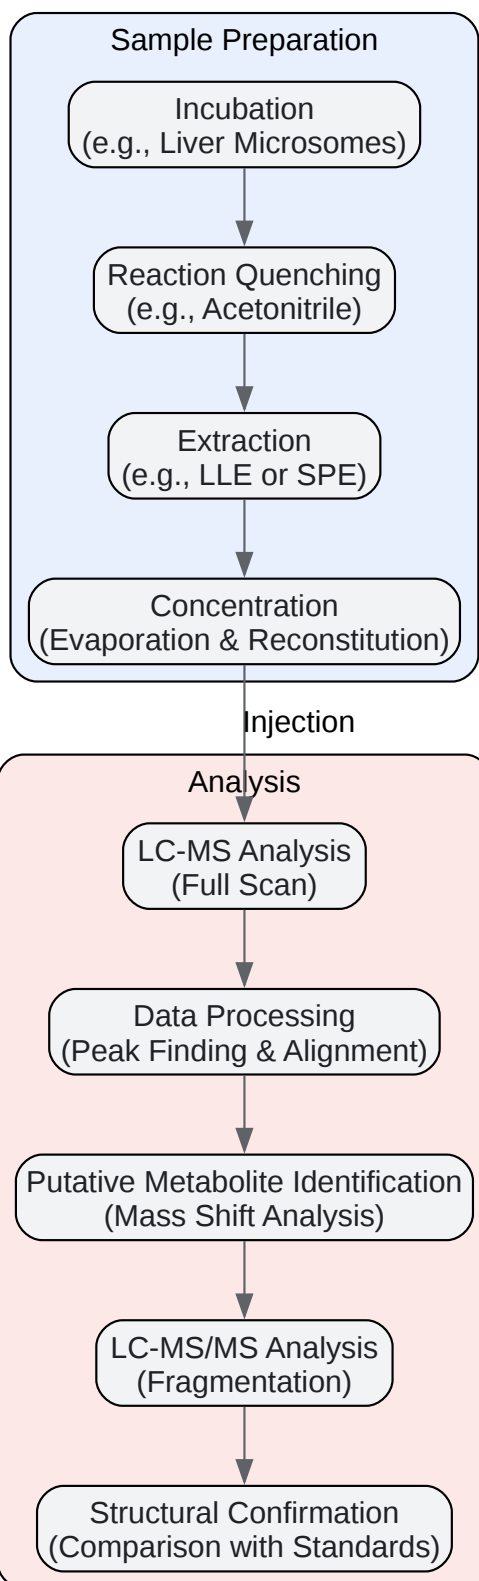 Sample Preparation
Incubation
(e.g., Liver Microsomes)
Reaction Quenching
(e.g., Acetonitrile)
Extraction
(e.g., LLE or SPE)
Concentration
(Evaporation & Reconstitution)
Injection
Analysis
LC-MS Analysis
(Full Scan)
Data Processing
(Peak Finding & Alignment)
Putative Metabolite Identification
(Mass Shift Analysis)
LC-MS/MS Analysis
(Fragmentation)
Structural Confirmation
(Comparison with Standards)